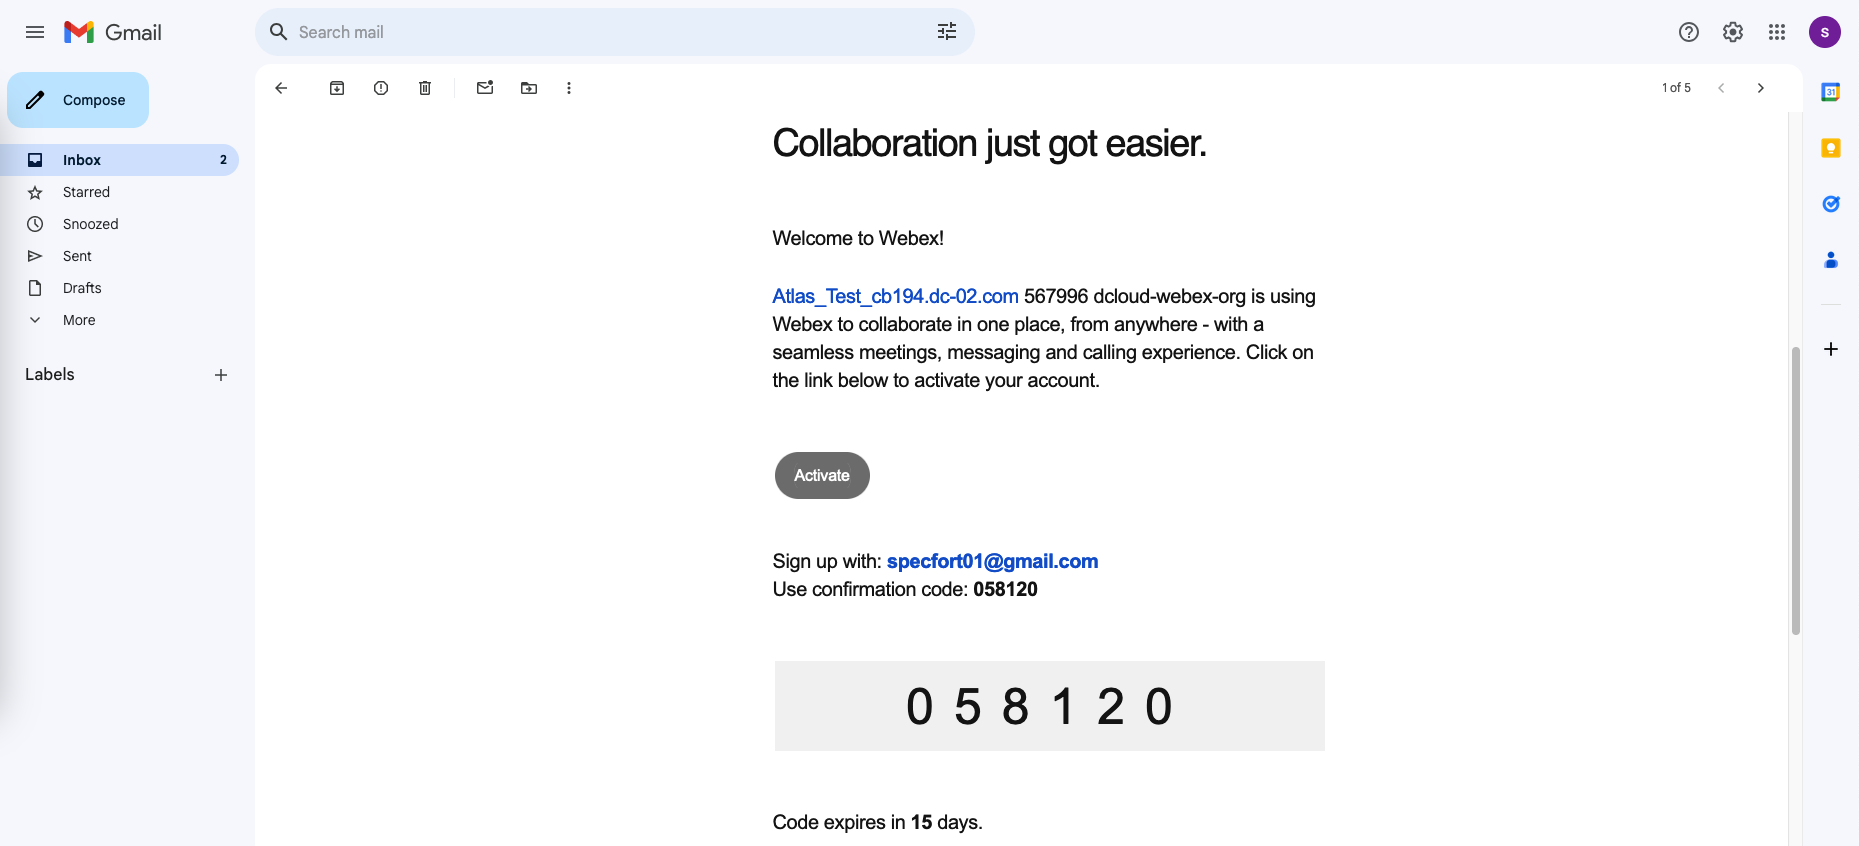 Gmail
Search mail
S
Compose
1 of 5
31
Inbox 2
Starred
Snoozed
Sent
Drafts
More
Labels
Collaboration just got easier.
Welcome to Webex!
Atlas_Test_cb194.dc-02.com 567996 dcloud-webex-org is using
Webex to collaborate in one place, from anywhere - with a
seamless meetings, messaging and calling experience. Click on
the link below to activate your account.
Activate
Sign up with: specfort01@gmail.com
Use confirmation code: 058120
0 5 8 1 2 0
Code expires in 15 days.